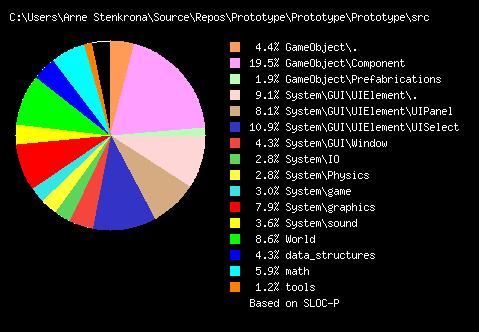 C:\Users\Arne Stenkrona\Source\Repos\Prototype\Prototype\Prototype\src
4.4% GameObject\.
19.5% GameObject\Component
1.9% GameObject\Prefabrications
9.1% System\GUI\UIElement\.
8.1% System\GUI\UIElement\UIPanel
10.9% System\GUI\UIElement\UISelect
4.3% System\GUI\Window
2.8% System\IO
2.8% System\Physics
3.0% System\game
7.9% System\graphics
3.6% System\sound
8.6% World
4.3% data_structures
5.9% math
1.2% tools
Based on SLOC-P